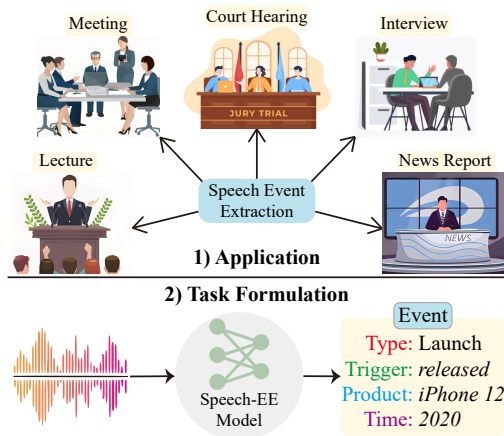 Meeting
Court Hearing
Interview
JURY TRIAL
Lecture
Speech Event
Extraction
News Report
NEWS
1) Application
2) Task Formulation
Speech-EE
Model
Event
Type: Launch
Trigger: released
Product: iPhone 12
Time: 2020